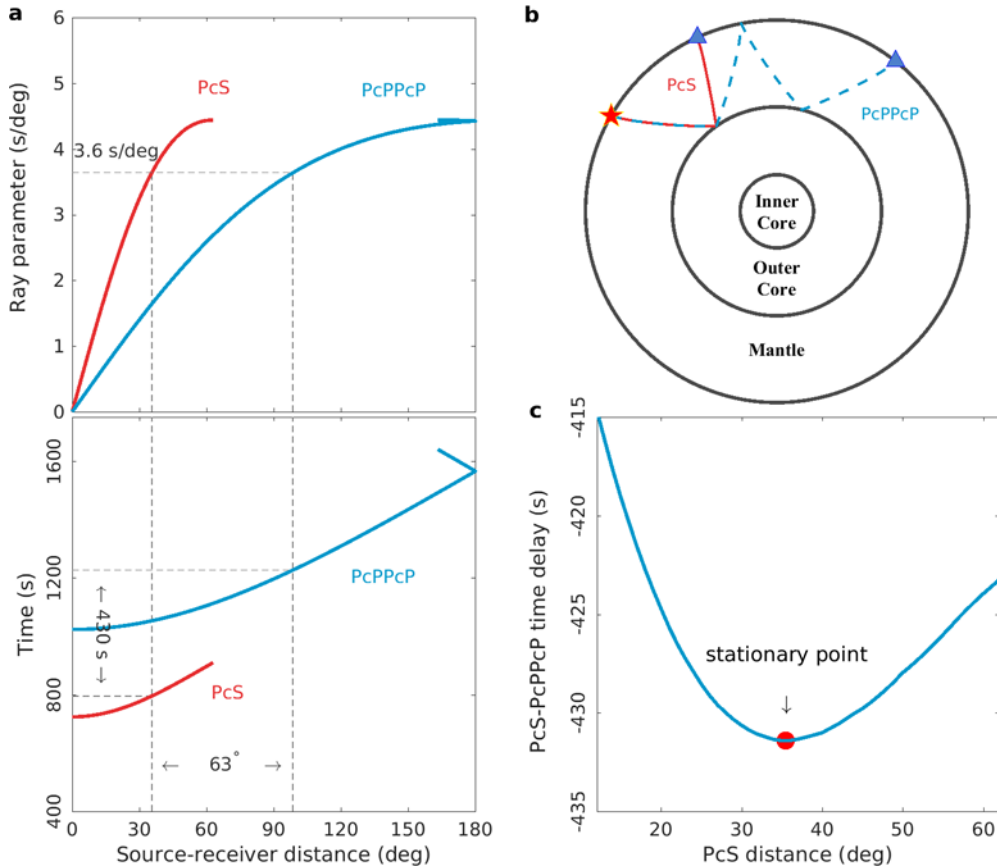 a
Ray parameter (s/deg)
6
5
4
3
2
1
0
PcS
PcPPcP
3.6 s/deg
Time (s)
1600
1200
800
400
← 430 s →
PcPPcP
PcS
← 63° →
0
30
60
90
120
150
180
Source-receiver distance (deg)
b
PcS
PcPPcP
Inner
Core
Outer
Core
Mantle
c
PcS-PcPPcP time delay (s)
-415
-420
-425
-430
-435
stationary point
↓
20
30
40
50
60
PcS distance (deg)